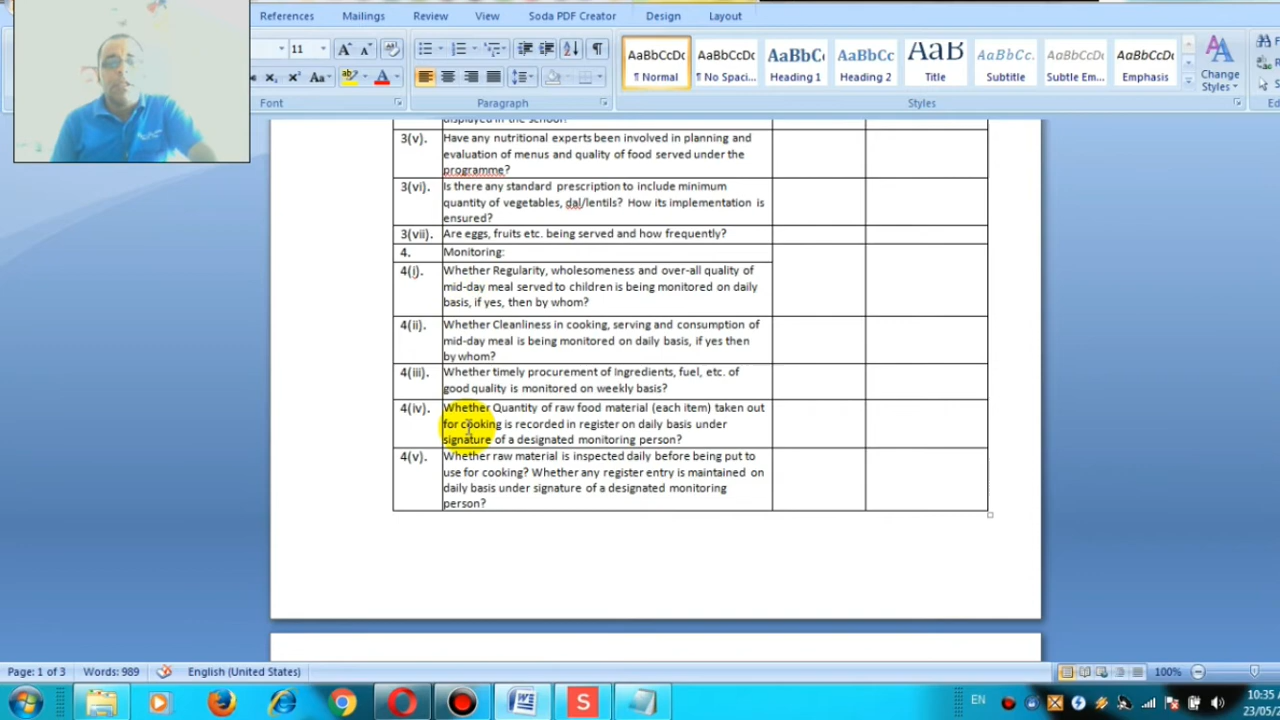 References Mailings Review View Soda PDF Creator Design Layout
11
AaBbCcDc AaBbCcDc AaBbC AaBbCc AaB AaBbCc. AaBbCcDc AaBbCcDc
¶ Normal ¶ No Spaci... Heading 1 Heading 2 Title Subtitle Subtle Em... Emphasis
Change
Styles
Font Paragraph Styles
displayed in the school?
3(v). Have any nutritional experts been involved in planning and
evaluation of menus and quality of food served under the
programme?
3(vi). Is there any standard prescription to include minimum
quantity of vegetables, dal/lentils? How its implementation is
ensured?
3(vii). Are eggs, fruits etc. being served and how frequently?
4. Monitoring:
4(i). Whether Regularity, wholesomeness and over-all quality of
mid-day meal served to children is being monitored on daily
basis, if yes, then by whom?
4(ii). Whether Cleanliness in cooking, serving and consumption of
mid-day meal is being monitored on daily basis, if yes then
by whom?
4(iii). Whether timely procurement of Ingredients, fuel, etc. of
good quality is monitored on weekly basis?
4(iv). Whether Quantity of raw food material (each item) taken out
for cooking is recorded in register on daily basis under
signature of a designated monitoring person?
4(v). Whether raw material is inspected daily before being put to
use for cooking? Whether any register entry is maintained on
daily basis under signature of a designated monitoring
person?
Page: 1 of 3 Words: 989 English (United States) 100%
EN 10:35
23/05/2